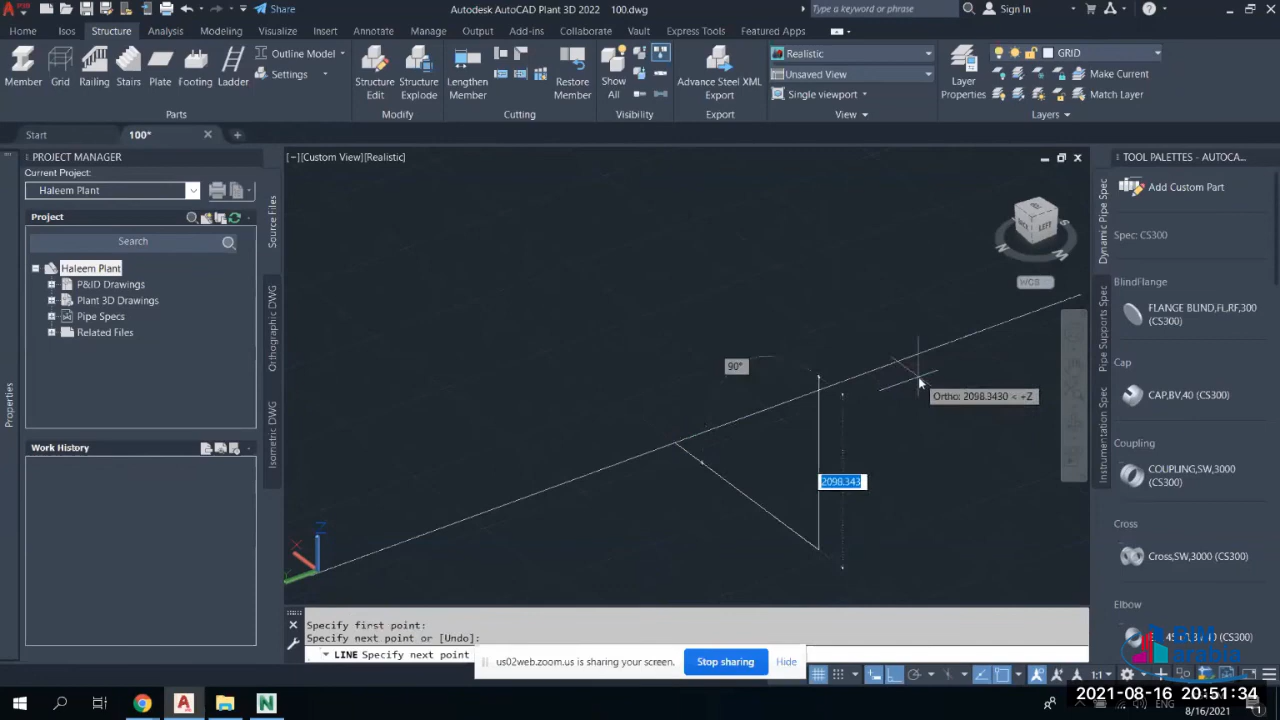 Autodesk AutoCAD Plant 3D 2022 100.dwg
Share
Type a keyword or phrase
Sign In
Home Isos Structure Analysis Modeling Visualize Insert Annotate Manage Output Add-ins Collaborate Vault Express Tools Featured Apps
Member Grid Railing Stairs Plate Footing Ladder
Outline Model
Settings
Structure Edit
Structure Explode
Lengthen Member
Restore Member
Show All
Advance Steel XML Export
Realistic
Unsaved View
Single viewport
Layer Properties
GRID
Make Current
Match Layer
Parts Modify Cutting Visibility Export View Layers
Start 100*
PROJECT MANAGER
Current Project:
Haleem Plant
Project
Search
Haleem Plant
P&ID Drawings
Plant 3D Drawings
Pipe Specs
Related Files
Work History
Properties
Source Files
Orthographic DWG
Isometric DWG
[−][Custom View][Realistic]
LEFT
WCS
90°
Ortho: 2098.3430 < +Z
2098.343
Z
X
Specify first point:
Specify next point or [Undo]:
LINE Specify next point
us02web.zoom.us is sharing your screen.
Stop sharing
Hide
TOOL PALETTES - AUTOCA...
Dynamic Pipe Spec
Pipe Supports Spec
Instrumentation Spec
Add Custom Part
Spec: CS300
BlindFlange
FLANGE BLIND,FL,RF,300 (CS300)
Cap
CAP,BV,40 (CS300)
Coupling
COUPLING,SW,3000 (CS300)
Cross
Cross,SW,3000 (CS300)
Elbow
(CS300)
BIM
arabia
1:1
2021-08-16 20:51:34
ENG
8/16/2021